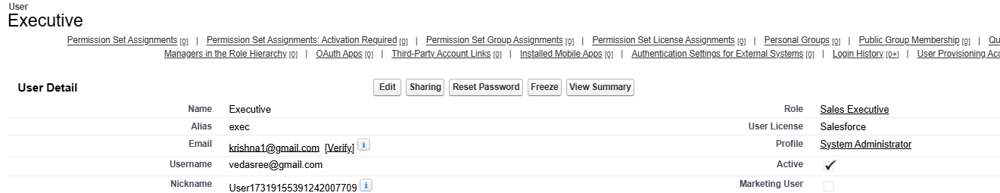 User
Executive
Permission Set Assignments [0] | Permission Set Assignments: Activation Required [0] | Permission Set Group Assignments [0] | Permission Set License Assignments [0] | Personal Groups [0] | Public Group Membership [0] | Qu
Managers in the Role Hierarchy [0] | OAuth Apps [0] | Third-Party Account Links [0] | Installed Mobile Apps [0] | Authentication Settings for External Systems [0] | Login History [0+] | User Provisioning Acc
User Detail Edit Sharing Reset Password Freeze View Summary
Name Executive Role Sales Executive
Alias exec User License Salesforce
Email krishna1@gmail.com [Verify] i Profile System Administrator
Username vedasree@gmail.com Active
Nickname User17319155391242007709 i Marketing User